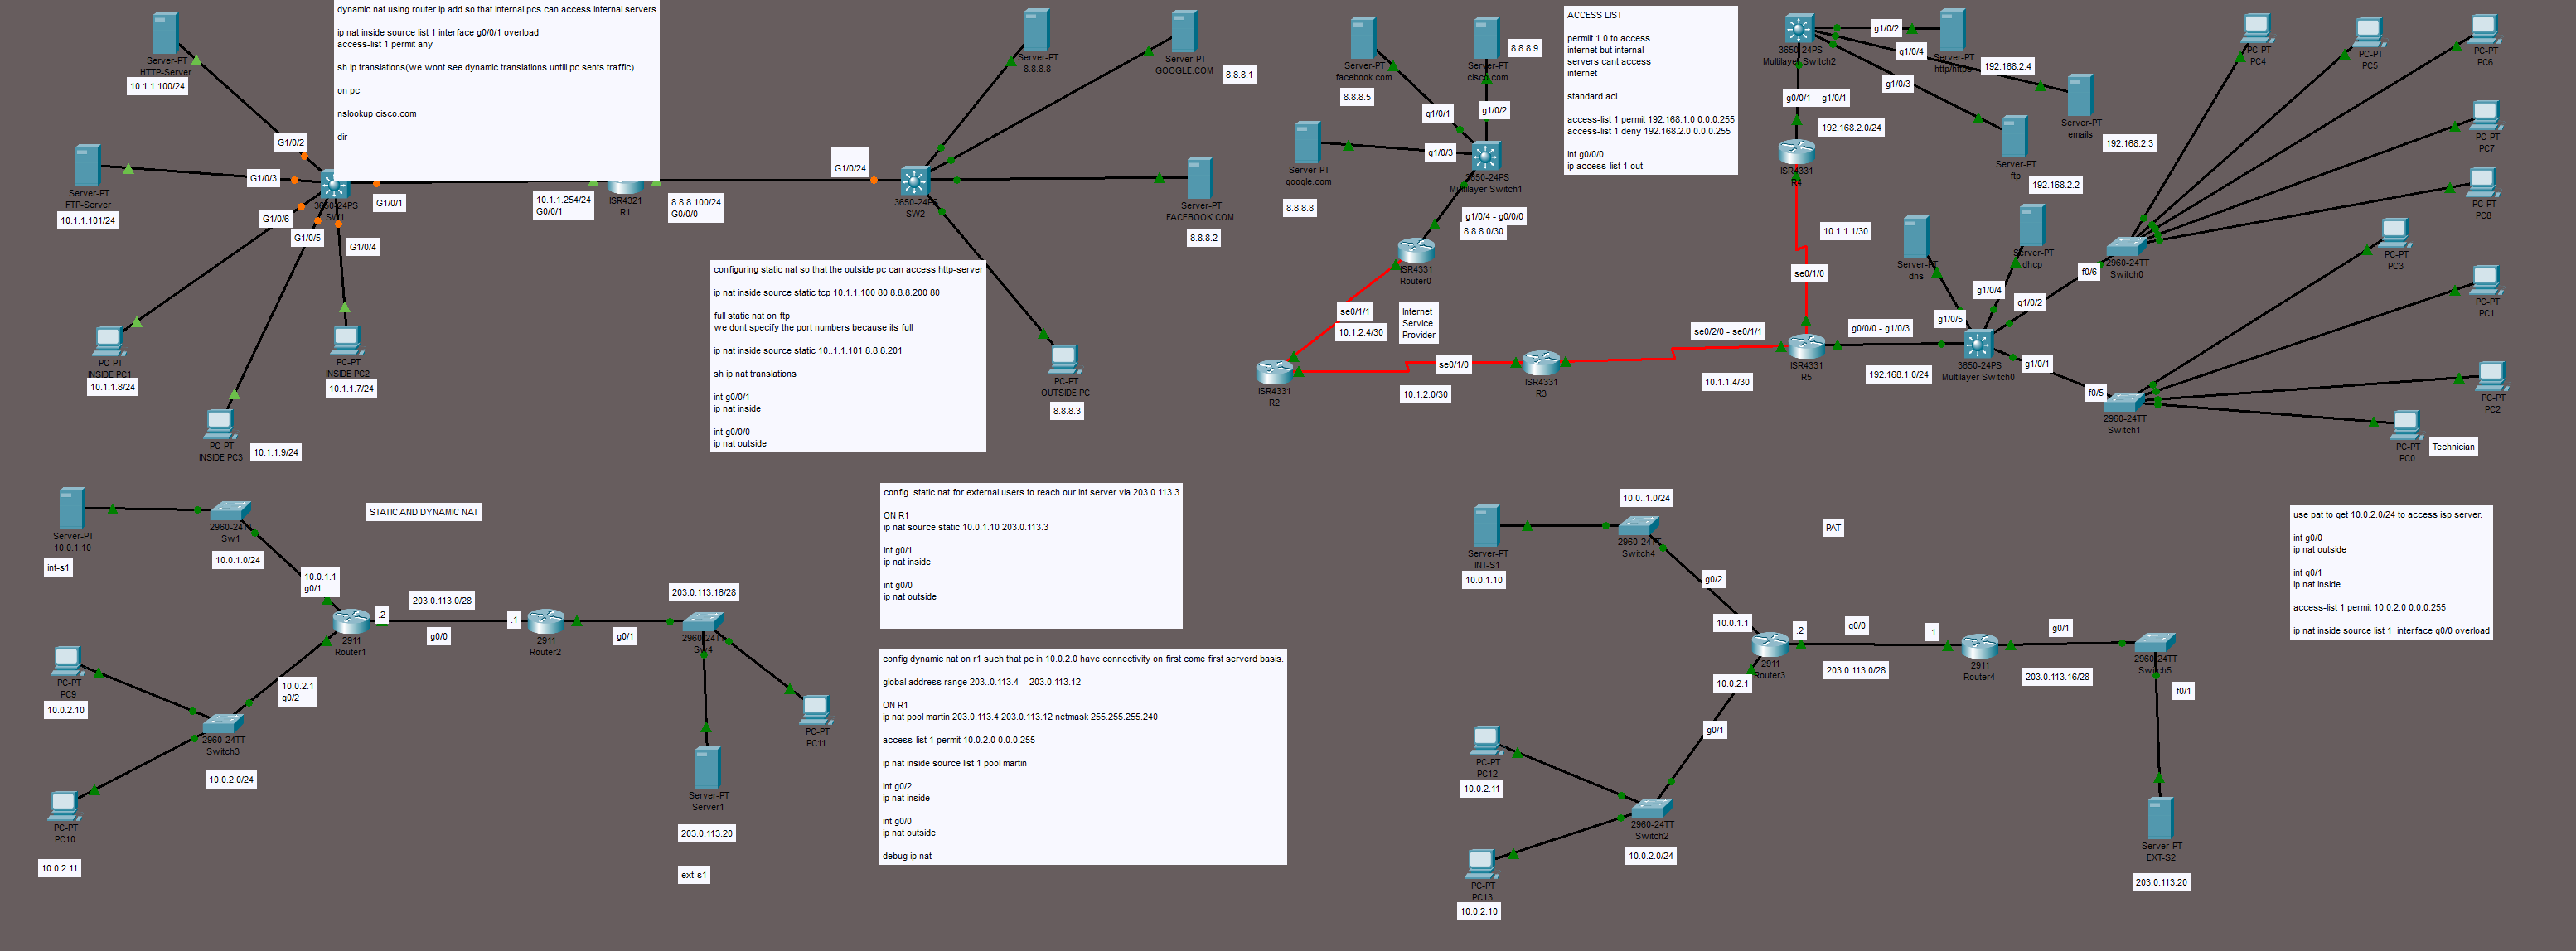 dynamic nat using router ip add so that internal pcs can access internal servers
ip nat inside source list 1 interface g0/0/1 overload
access-list 1 permit any
sh ip translations(we wont see dynamic translations untill pc sents traffic)
on pc
nslookup cisco.com
dir
Server-PT
HTTP-Server
10.1.1.100/24
G1/0/2
Server-PT
FTP-Server
10.1.1.101/24
G1/0/3
G1/0/6
G1/0/5
G1/0/4
G1/0/1
3650-24PS
SW1
PC-PT
INSIDE PC1
10.1.1.8/24
PC-PT
INSIDE PC2
10.1.1.7/24
PC-PT
INSIDE PC3
10.1.1.9/24
10.1.1.254/24
G0/0/1
ISR4321
R1
8.8.8.100/24
G0/0/0
G1/0/24
3650-24PS
SW2
Server-PT
8.8.8.8
Server-PT
GOOGLE.COM
8.8.8.1
Server-PT
FACEBOOK.COM
8.8.8.2
PC-PT
OUTSIDE PC
8.8.8.3
configuring static nat so that the outside pc can access http-server
ip nat inside source static tcp 10.1.1.100 80 8.8.8.200 80
full static nat on ftp
we dont specify the port numbers because its full
ip nat inside source static 10..1.1.101 8.8.8.201
sh ip nat translations
int g0/0/1
ip nat inside
int g0/0/0
ip nat outside
Server-PT
facebook.com
8.8.8.5
Server-PT
cisco.com
8.8.8.9
Server-PT
google.com
8.8.8.8
g1/0/1
g1/0/2
g1/0/3
3650-24PS
Multilayer Switch1
g1/0/4 - g0/0/0
8.8.8.0/30
ISR4331
Router0
se0/1/1
10.1.2.4/30
Internet
Service
Provider
ISR4331
R2
se0/1/0
10.1.2.0/30
ISR4331
R3
se0/2/0 - se0/1/1
10.1.1.4/30
ACCESS LIST
permit 1.0 to access
internet but internal
servers cant access
internet
standard acl
access-list 1 permit 192.168.1.0 0.0.0.255
access-list 1 deny 192.168.2.0 0.0.0.255
int g0/0/0
ip access-list 1 out
3650-24PS
Multilayer Switch2
g1/0/2
g1/0/4
g1/0/3
Server-PT
http/https
192.168.2.4
Server-PT
emails
192.168.2.3
Server-PT
ftp
192.168.2.2
g0/0/1 - g1/0/1
192.168.2.0/24
ISR4331
R4
10.1.1.1/30
se0/1/0
ISR4331
R5
g0/0/0 - g1/0/3
192.168.1.0/24
Server-PT
dns
Server-PT
dhcp
g1/0/4
g1/0/5
g1/0/2
g1/0/1
3650-24PS
Multilayer Switch0
f0/6
2960-24TT
Switch0
f0/5
2960-24TT
Switch1
PC-PT
PC4
PC-PT
PC5
PC-PT
PC6
PC-PT
PC7
PC-PT
PC8
PC-PT
PC3
PC-PT
PC1
PC-PT
PC2
PC-PT
PC0
Technician
STATIC AND DYNAMIC NAT
Server-PT
10.0.1.10
int-s1
2960-24TT
Sw1
10.0.1.0/24
10.0.1.1
g0/1
2911
Router1
.2
203.0.113.0/28
g0/0
.1
2911
Router2
g0/1
203.0.113.16/28
2960-24TT
Sw4
PC-PT
PC9
10.0.2.10
10.0.2.1
g0/2
2960-24TT
Switch3
10.0.2.0/24
PC-PT
PC10
10.0.2.11
PC-PT
PC11
Server-PT
Server1
203.0.113.20
ext-s1
config  static nat for external users to reach our int server via 203.0.113.3
ON R1
ip nat source static 10.0.1.10 203.0.113.3
int g0/1
ip nat inside
int g0/0
ip nat outside
config dynamic nat on r1 such that pc in 10.0.2.0 have connectivity on first come first serverd basis.
global address range 203..0.113.4 -  203.0.113.12
ON R1
ip nat pool martin 203.0.113.4 203.0.113.12 netmask 255.255.255.240
access-list 1 permit 10.0.2.0 0.0.0.255
ip nat inside source list 1 pool martin
int g0/2
ip nat inside
int g0/0
ip nat outside
debug ip nat
PAT
10.0..1.0/24
Server-PT
INT-S1
10.0.1.10
2960-24TT
Switch4
g0/2
10.0.1.1
2911
Router3
.2
g0/0
203.0.113.0/28
.1
2911
Router4
g0/1
203.0.113.16/28
2960-24TT
Switch5
f0/1
10.0.2.1
g0/1
PC-PT
PC12
10.0.2.11
2960-24TT
Switch2
10.0.2.0/24
PC-PT
PC13
10.0.2.10
Server-PT
EXT-S2
203.0.113.20
use pat to get 10.0.2.0/24 to access isp server.
int g0/0
ip nat outside
int g0/1
ip nat inside
access-list 1 permit 10.0.2.0 0.0.0.255
ip nat inside source list 1  interface g0/0 overload